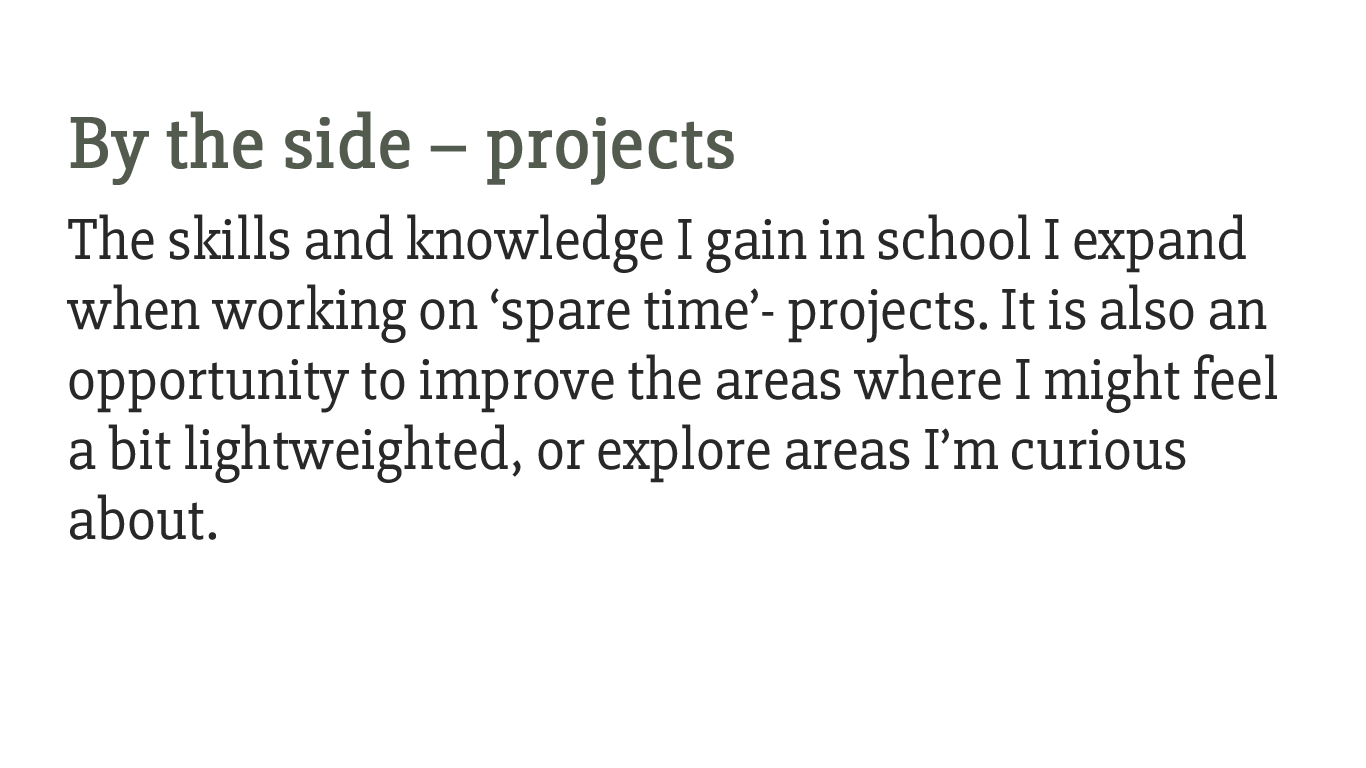 By the side – projects
The skills and knowledge I gain in school I expand
when working on ‘spare time’- projects. It is also an
opportunity to improve the areas where I might feel
a bit lightweighted, or explore areas I’m curious
about.